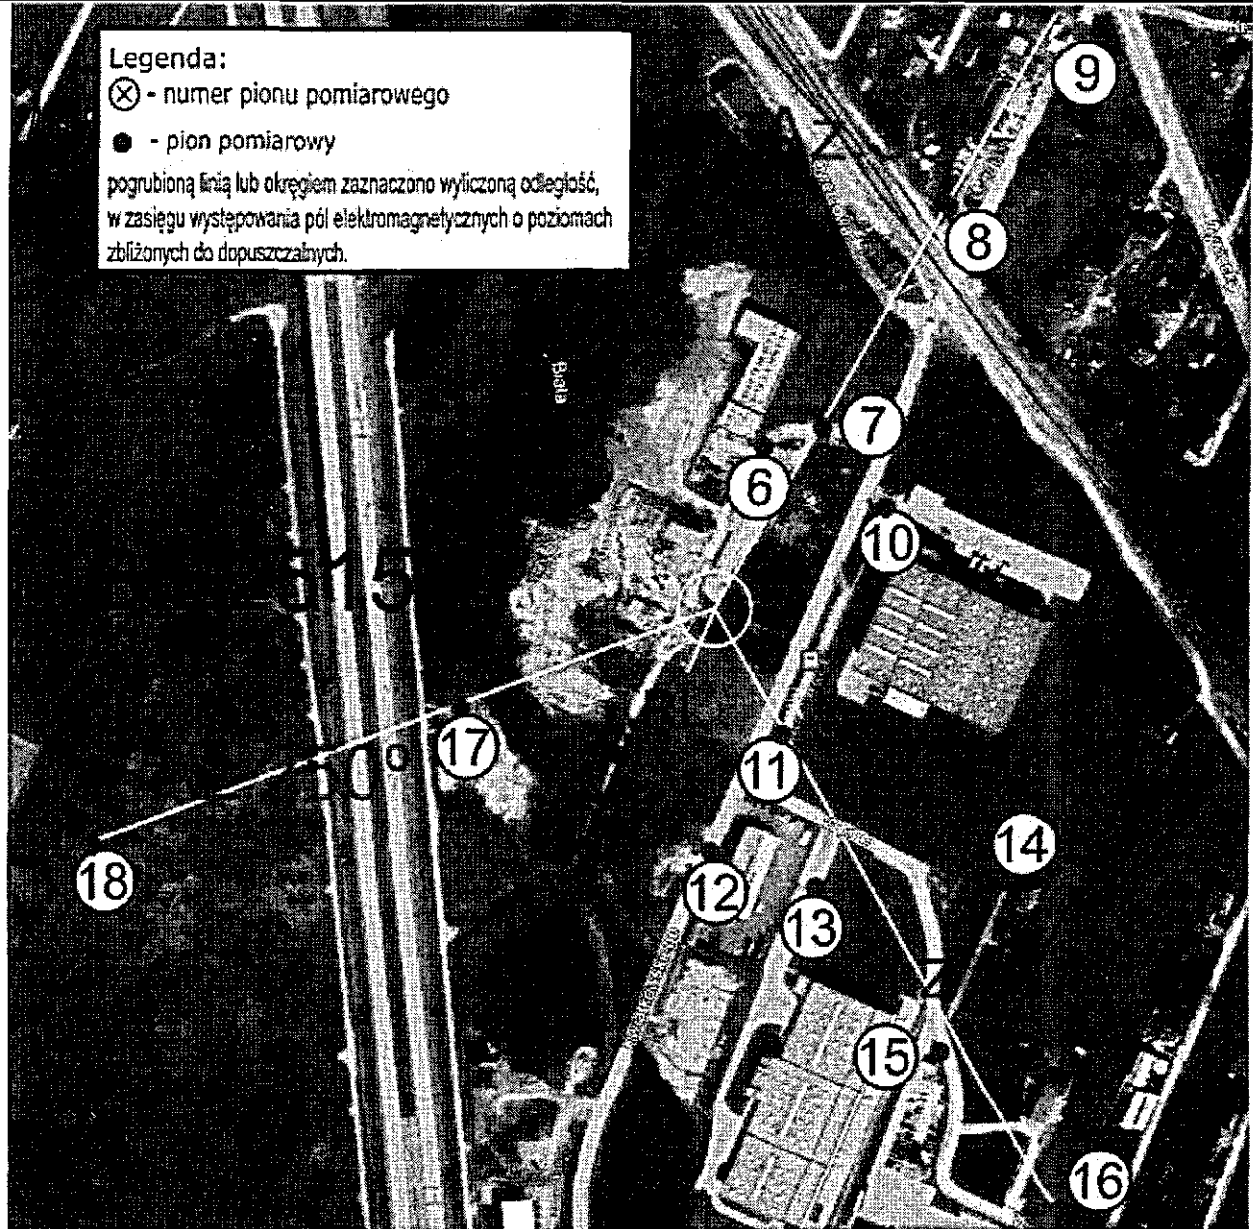 Legenda:
- numer pionu pomiarowego
- pion pomiarowy
pogrubioną linią lub okręgiem zaznaczono wyliczoną odległość,
w zasięgu występowania pól elektromagnetycznych o poziomach
zbliżonych do dopuszczalnych.
9
8
Biała
7
6
10
17
11
18
14
12
13
15
16